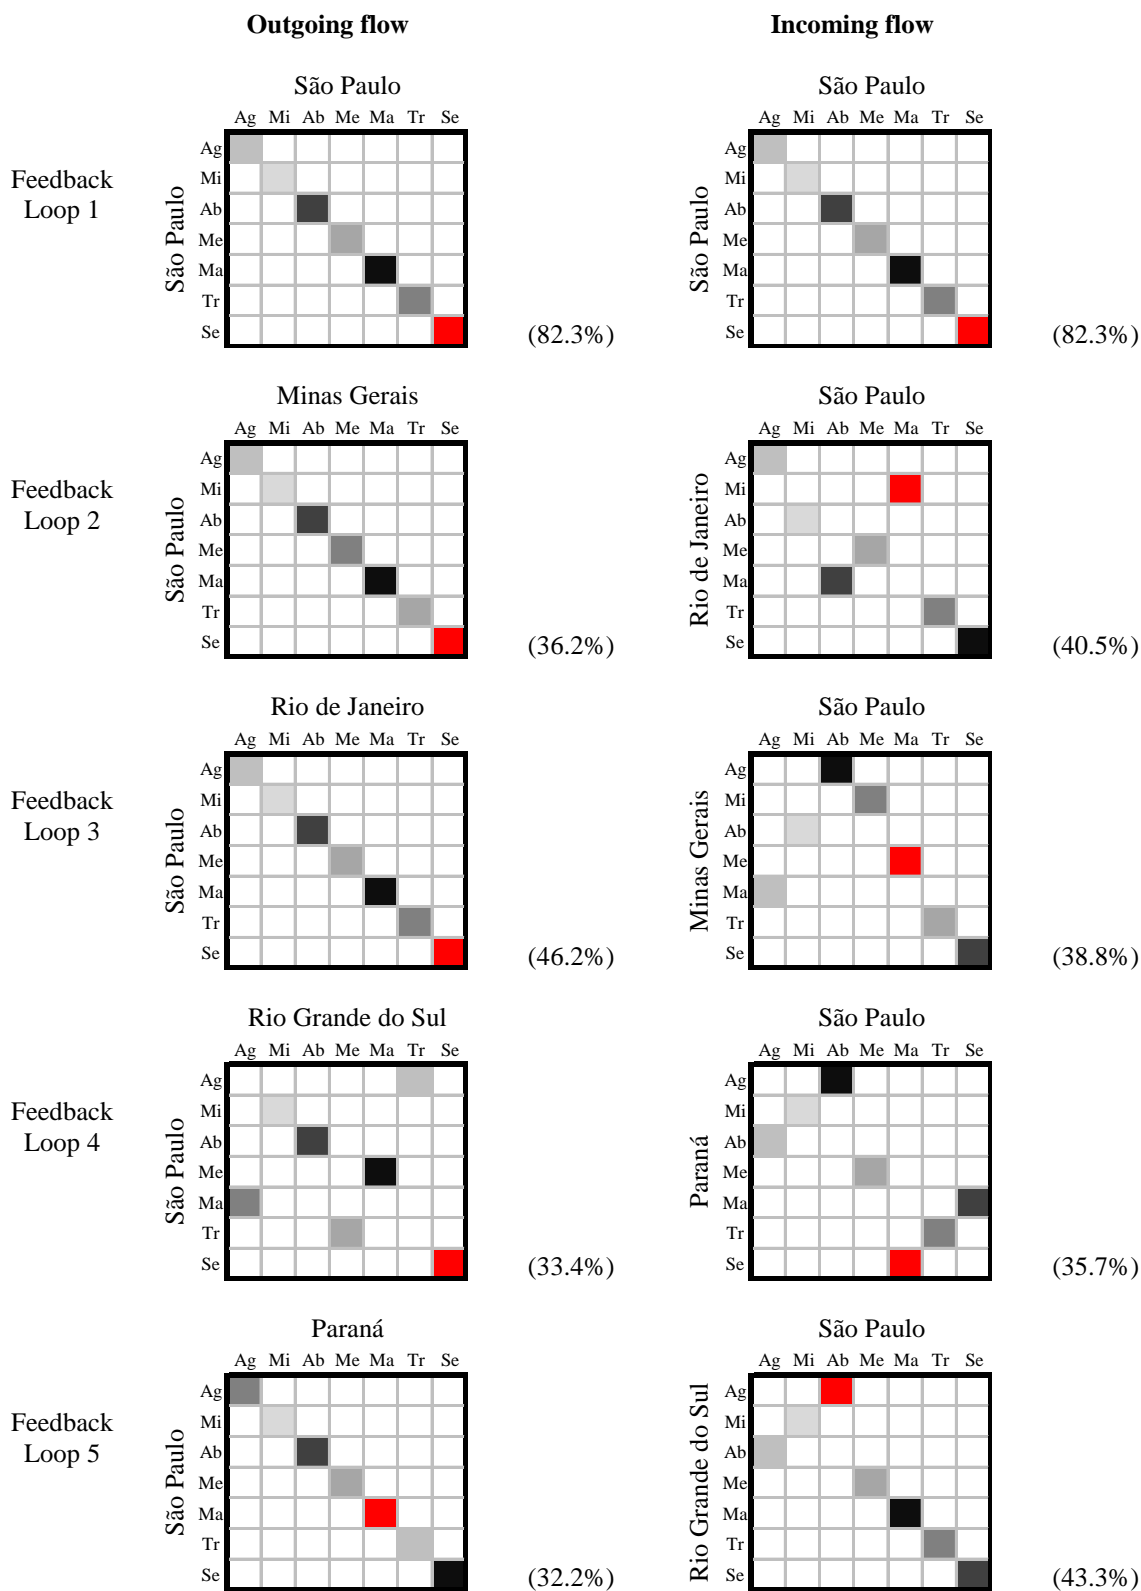 Outgoing flow
Incoming flow
Feedback
Loop 1
São Paulo
Ag Mi Ab Me Ma Tr Se
São Paulo
Ag
Mi
Ab
Me
Ma
Tr
Se
(82.3%)
São Paulo
Ag Mi Ab Me Ma Tr Se
São Paulo
Ag
Mi
Ab
Me
Ma
Tr
Se
(82.3%)
Feedback
Loop 2
Minas Gerais
Ag Mi Ab Me Ma Tr Se
São Paulo
Ag
Mi
Ab
Me
Ma
Tr
Se
(36.2%)
São Paulo
Ag Mi Ab Me Ma Tr Se
Rio de Janeiro
Ag
Mi
Ab
Me
Ma
Tr
Se
(40.5%)
Feedback
Loop 3
Rio de Janeiro
Ag Mi Ab Me Ma Tr Se
São Paulo
Ag
Mi
Ab
Me
Ma
Tr
Se
(46.2%)
São Paulo
Ag Mi Ab Me Ma Tr Se
Minas Gerais
Ag
Mi
Ab
Me
Ma
Tr
Se
(38.8%)
Feedback
Loop 4
Rio Grande do Sul
Ag Mi Ab Me Ma Tr Se
São Paulo
Ag
Mi
Ab
Me
Ma
Tr
Se
(33.4%)
São Paulo
Ag Mi Ab Me Ma Tr Se
Paraná
Ag
Mi
Ab
Me
Ma
Tr
Se
(35.7%)
Feedback
Loop 5
Paraná
Ag Mi Ab Me Ma Tr Se
São Paulo
Ag
Mi
Ab
Me
Ma
Tr
Se
(32.2%)
São Paulo
Ag Mi Ab Me Ma Tr Se
Rio Grande do Sul
Ag
Mi
Ab
Me
Ma
Tr
Se
(43.3%)